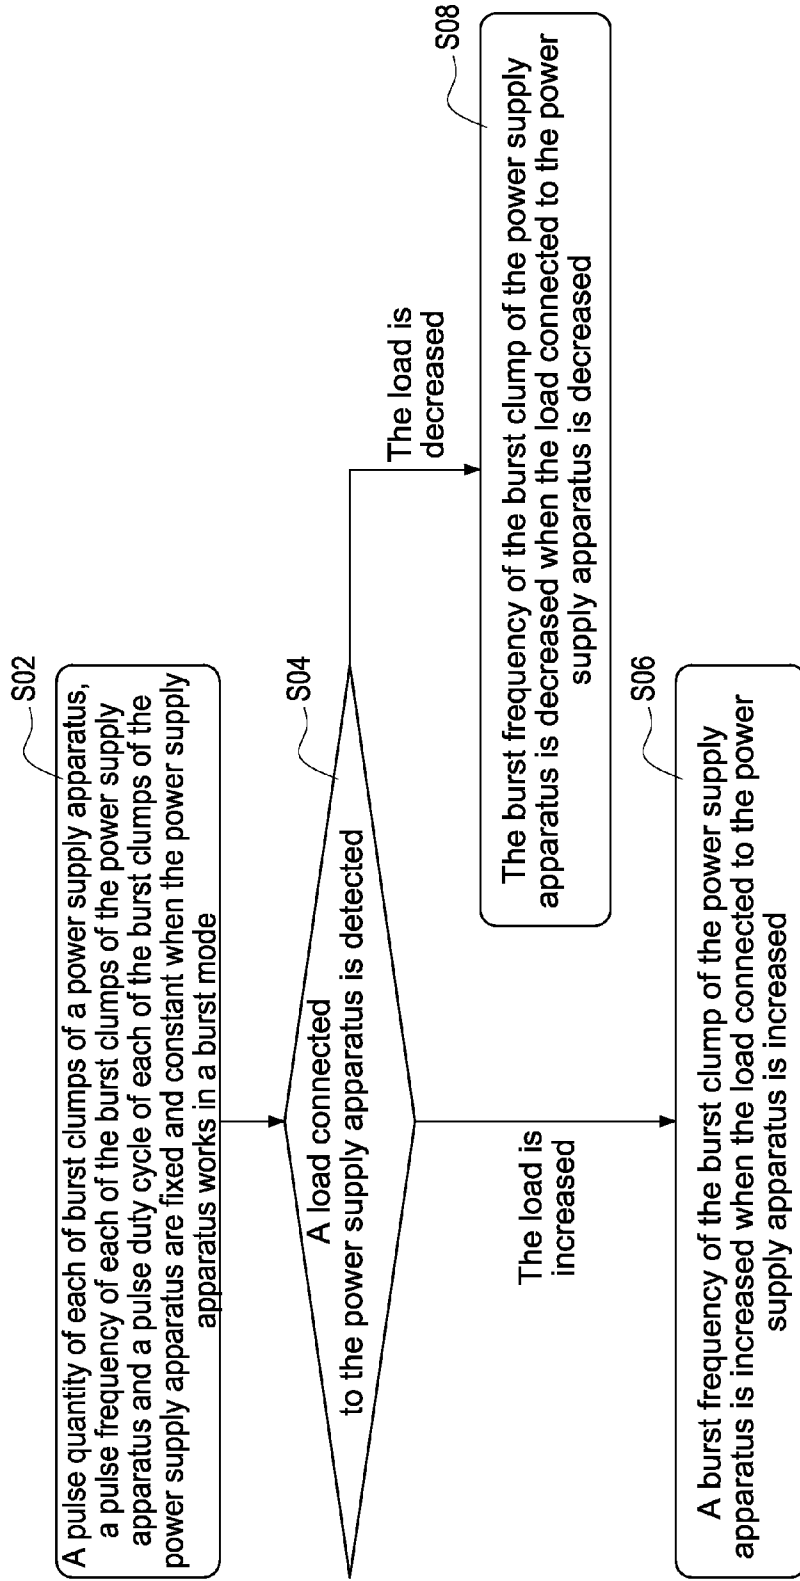 S02
A pulse quantity of each of burst clumps of a power supply apparatus,
a pulse frequency of each of the burst clumps of the power supply
apparatus and a pulse duty cycle of each of the burst clumps of the
power supply apparatus are fixed and constant when the power supply
apparatus works in a burst mode
S04
A load connected
to the power supply apparatus is detected
The load is
decreased
S08
The burst frequency of the burst clump of the power supply
apparatus is decreased when the load connected to the power
supply apparatus is decreased
The load is
increased
S06
A burst frequency of the burst clump of the power supply
apparatus is increased when the load connected to the power
supply apparatus is increased